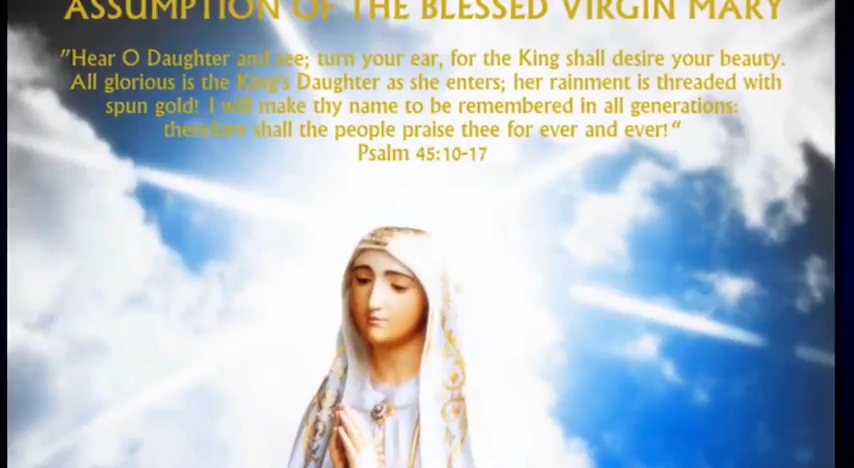 ASSUMPTION OF THE BLESSED VIRGIN MARY
"Hear O Daughter and see; turn your ear, for the King shall desire your beauty.
All glorious is the King's Daughter as she enters; her rainment is threaded with
spun gold! I will make thy name to be remembered in all generations:
therefore shall the people praise thee for ever and ever!"
Psalm 45:10-17